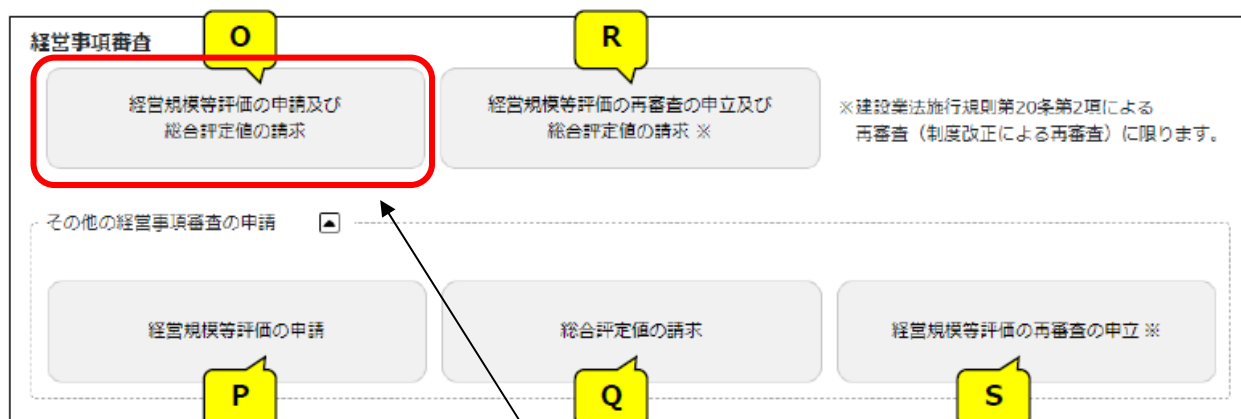 経営事項審査
O
R
経営規模等評価の申請及び
総合評定値の請求
経営規模等評価の再審査の申立及び
総合評定値の請求 ※
※建設業法施行規則第20条第2項による
再審査（制度改正による再審査）に限ります。
その他の経営事項審査の申請
経営規模等評価の申請
総合評定値の請求
経営規模等評価の再審査の申立 ※
P
Q
S